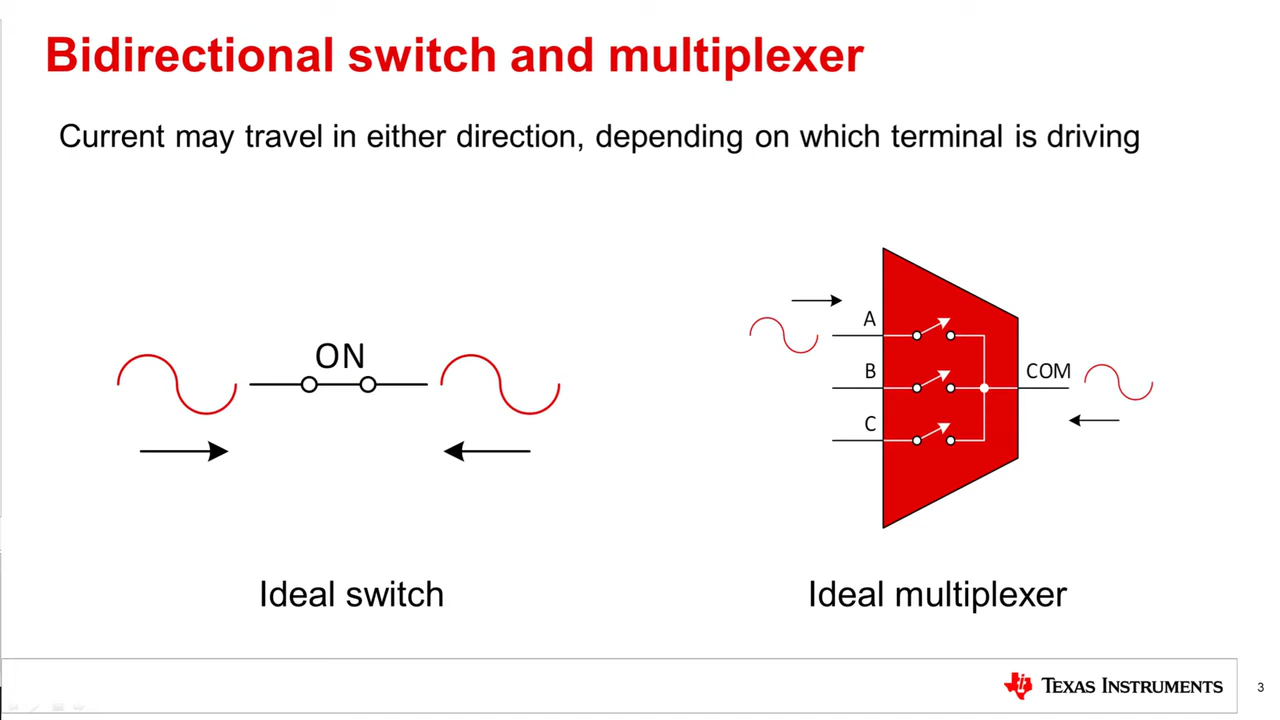 Bidirectional switch and multiplexer
Current may travel in either direction, depending on which terminal is driving
ON
A
B
C
COM
Ideal switch
Ideal multiplexer
TEXAS INSTRUMENTS
3